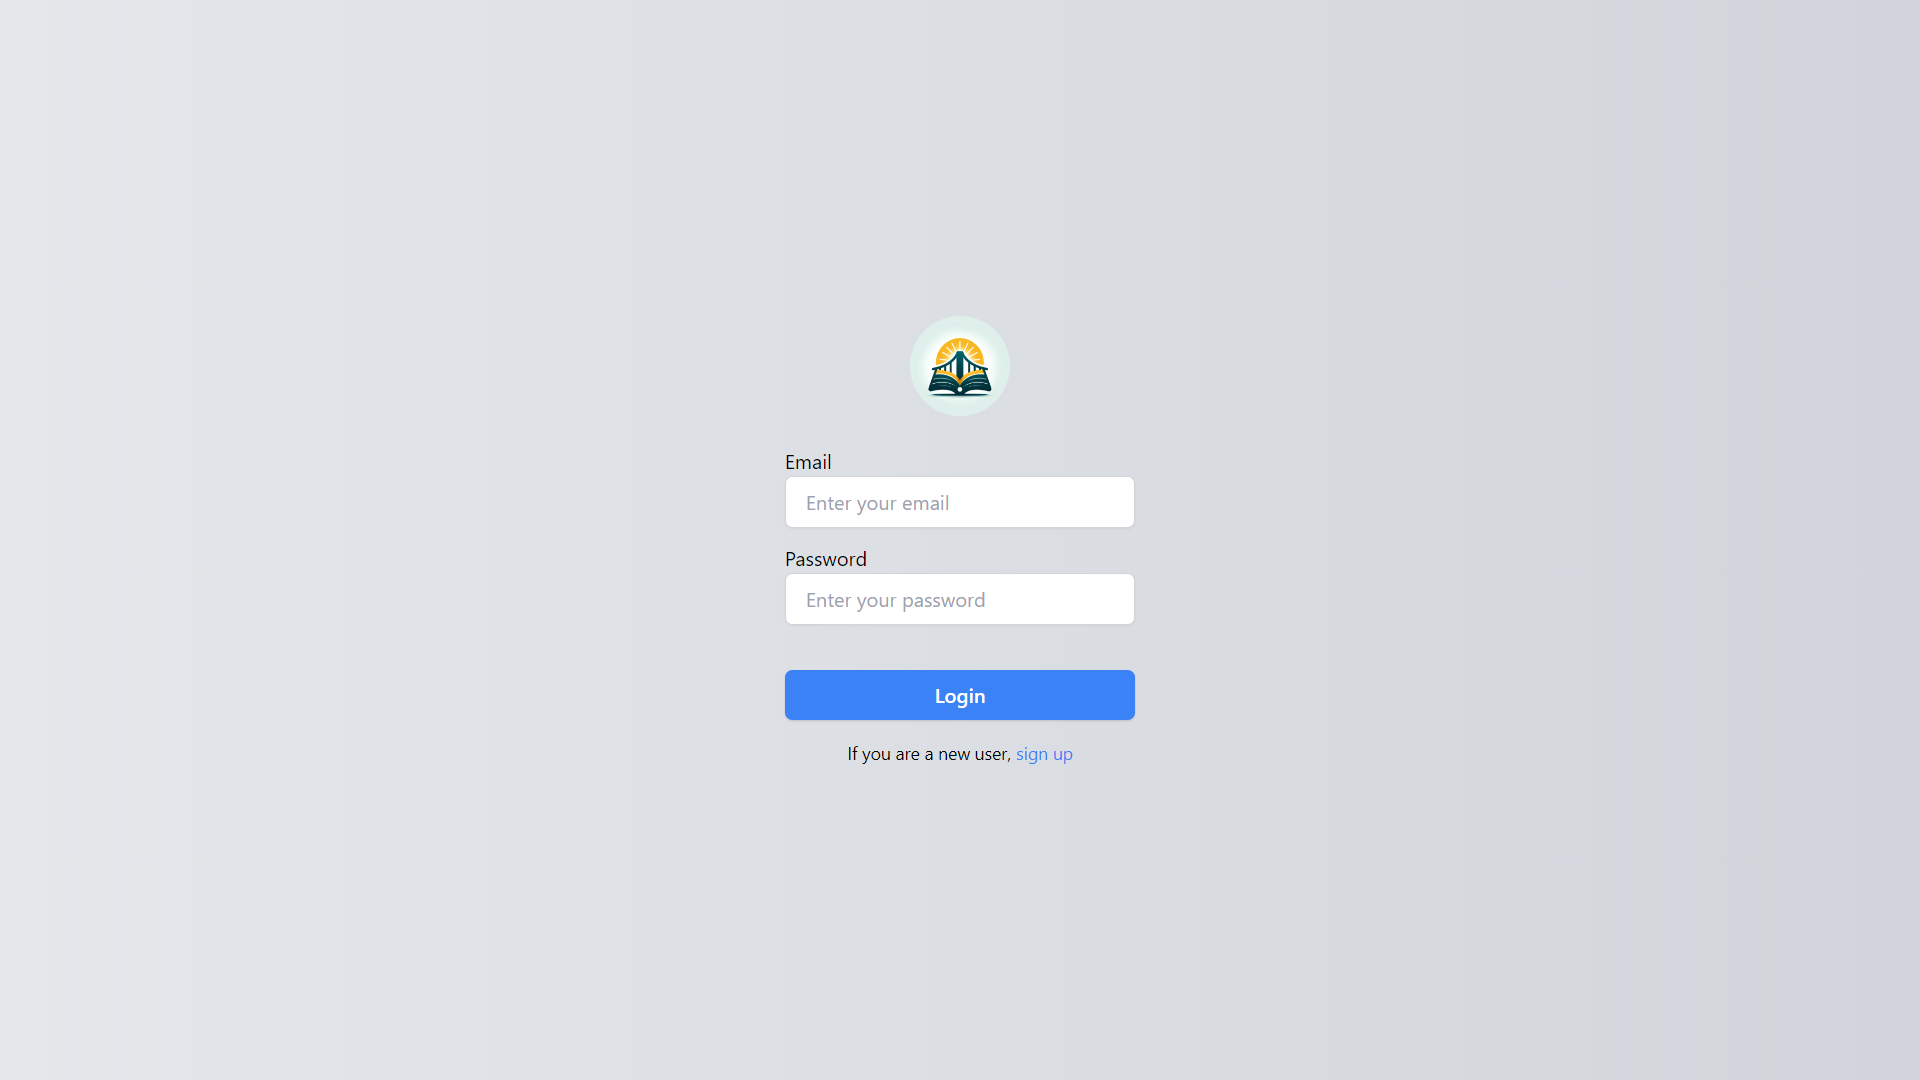 Email
Enter your email
Password
Enter your password
Login
If you are a new user, sign up